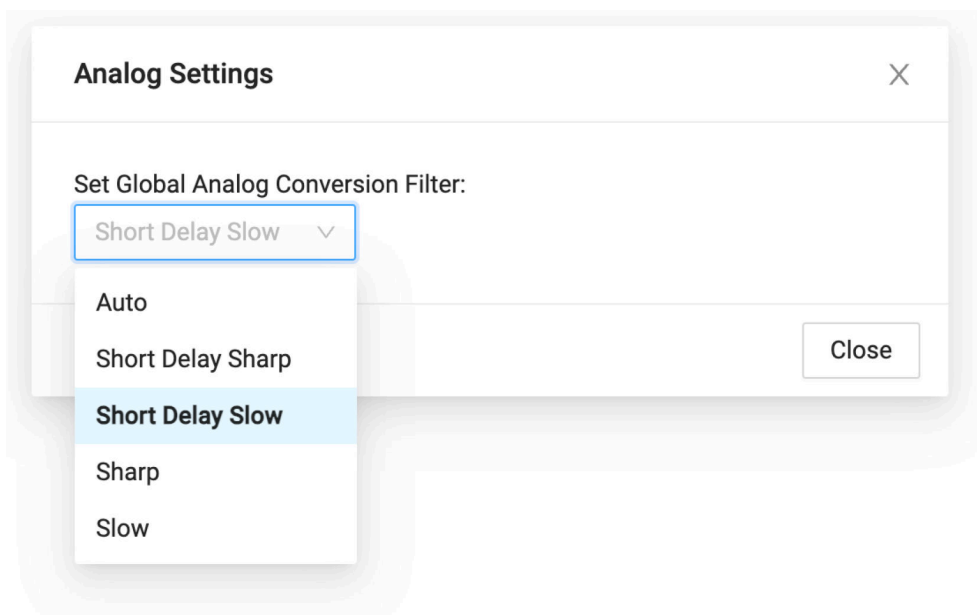 Analog Settings
Set Global Analog Conversion Filter:
Short Delay Slow
Auto
Short Delay Sharp
Short Delay Slow
Sharp
Slow
Close